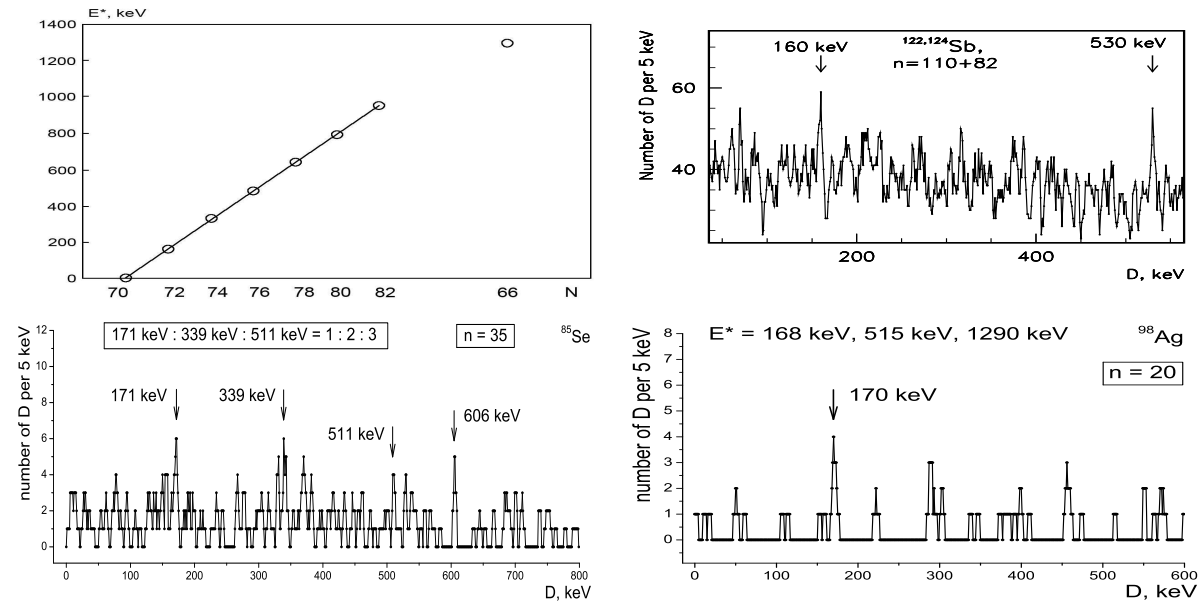 E*, keV
1400
1200
1000
800
600
400
200
0
70 72 74 76 78 80 82 66 N
Number of D per 5 keV
60
40
160 keV
122,124Sb,
n=110+82
530 keV
200 400
D, keV
number of D per 5 keV
12
10
8
6
4
2
0
171 keV : 339 keV : 511 keV = 1 : 2 : 3
n = 35
85Se
171 keV
339 keV
511 keV
606 keV
0 100 200 300 400 500 600 700 800
D, keV
number of D per 5 keV
8
7
6
5
4
3
2
1
0
E* = 168 keV, 515 keV, 1290 keV
98Ag
n = 20
170 keV
0 100 200 300 400 500 600
D, keV